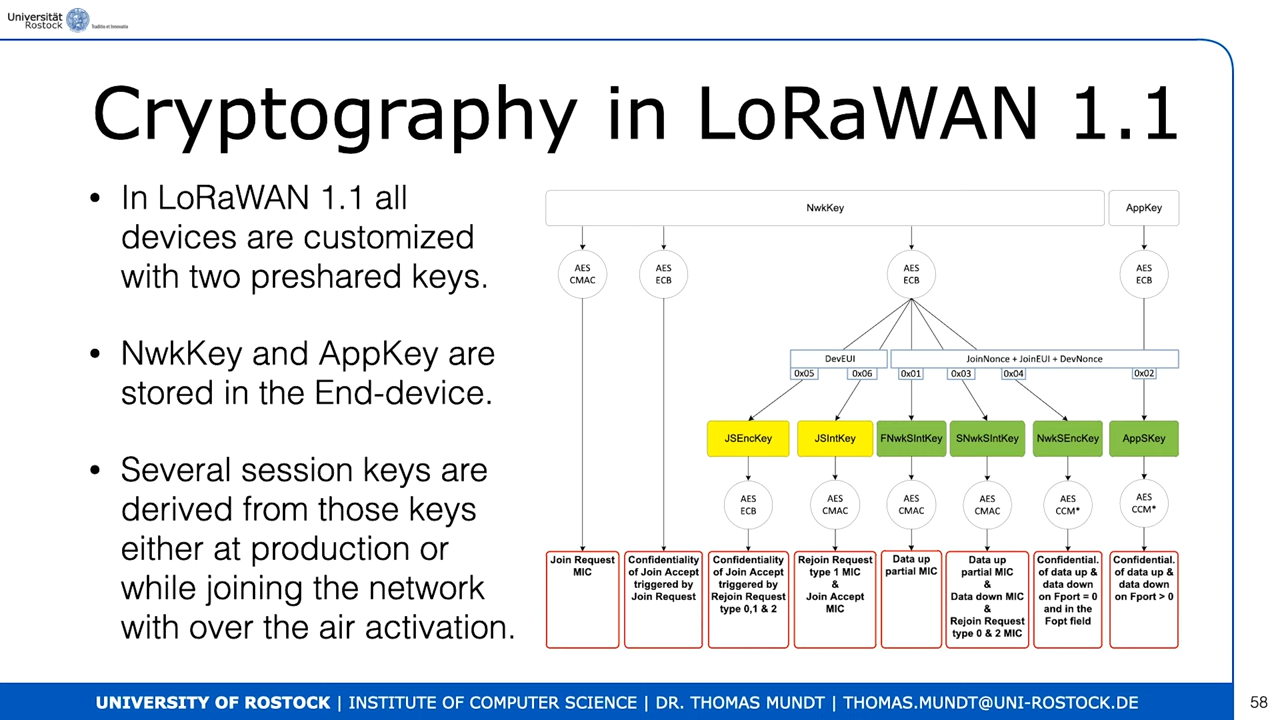 Universität
Rostock
Traditio et Innovatio
Cryptography in LoRaWAN 1.1
• In LoRaWAN 1.1 all
devices are customized
with two preshared keys.
• NwkKey and AppKey are
stored in the End-device.
• Several session keys are
derived from those keys
either at production or
while joining the network
with over the air activation.
NwkKey
AppKey
AES
CMAC
AES
ECB
AES
ECB
AES
ECB
DevEUI
JoinNonce + JoinEUI + DevNonce
0x05
0x06
0x01
0x03
0x04
0x02
JSEncKey
JSIntKey
FNwkSIntKey
SNwkSIntKey
NwkSEncKey
AppSKey
AES
ECB
AES
CMAC
AES
CMAC
AES
CMAC
AES
CCM*
AES
CCM*
Join Request
MIC
Confidentiality
of Join Accept
triggered by
Join Request
Confidentiality
of Join Accept
triggered by
Rejoin Request
type 0,1 & 2
Rejoin Request
type 1 MIC
&
Join Accept
MIC
Data up
partial MIC
Data up
partial MIC
&
Data down MIC
&
Rejoin Request
type 0 & 2 MIC
Confidential.
of data up &
data down
on Fport = 0
and in the
Fopt field
Confidential.
of data up &
data down
on Fport > 0
UNIVERSITY OF ROSTOCK | INSTITUTE OF COMPUTER SCIENCE | DR. THOMAS MUNDT | THOMAS.MUNDT@UNI-ROSTOCK.DE
58